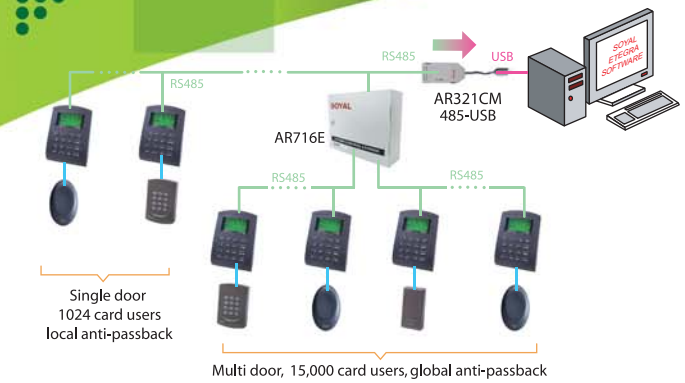 RS485
USB
SOYAL
ETEGRA
SOFTWARE
RS485
AR321CM
485-USB
SOYAL
AR716E
RS485
RS485
Single door
1024 card users
local anti-passback
Multi door, 15,000 card users, global anti-passback